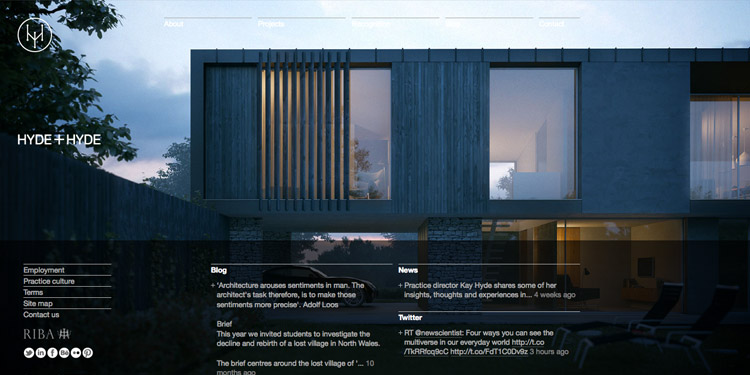 About
Projects
Contact
HYDE + HYDE
Employment
Practice culture
Terms
Site map
Contact us
RIBA
Blog
+ 'Architecture arouses sentiments in man. The
architect's task therefore, is to make those
sentiments more precise'. Adolf Loos
Brief
This year we invited students to investigate the
decline and rebirth of a lost village in North Wales.
The brief centres around the lost village of '... 10
months ago
News
+ Practice director Kay Hyde shares some of her
insights, thoughts and experiences in... 4 weeks ago
Twitter
+ RT @newscientist: Four ways you can see the
multiverse in our everyday world http://t.co
/TkRRfcq9cC http://t.co/FdT1C0Dv9z 3 hours ago